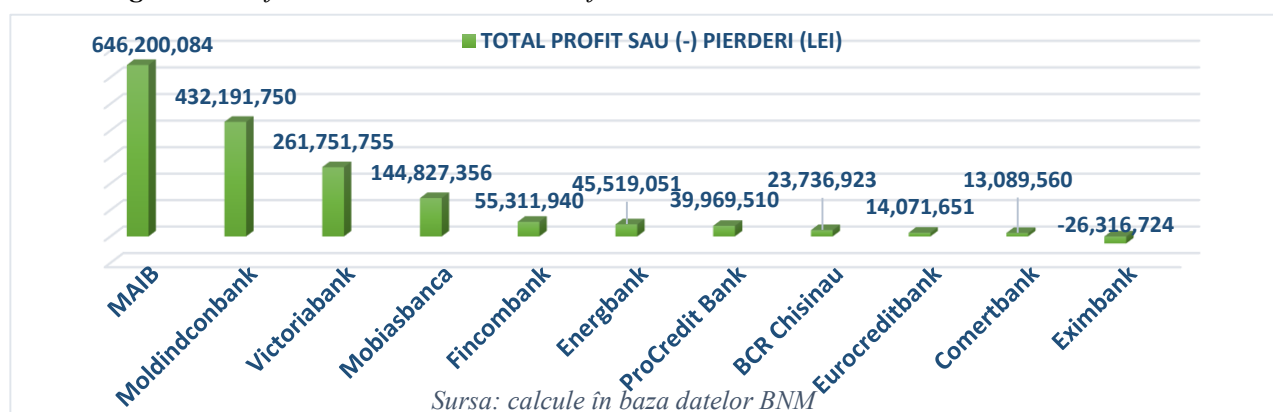 TOTAL PROFIT SAU (-) PIERDERI (LEI)
646,200,084
432,191,750
261,751,755
144,827,356
55,311,940
45,519,051
39,969,510
23,736,923
14,071,651
13,089,560
-26,316,724
MAIB
Moldindconbank
Victoriabank
Mobiasbanca
Fincombank
Energbank
ProCredit Bank
BCR Chisinau
Eurocreditbank
Comertbank
Eximbank
Sursa: calcule în baza datelor BNM